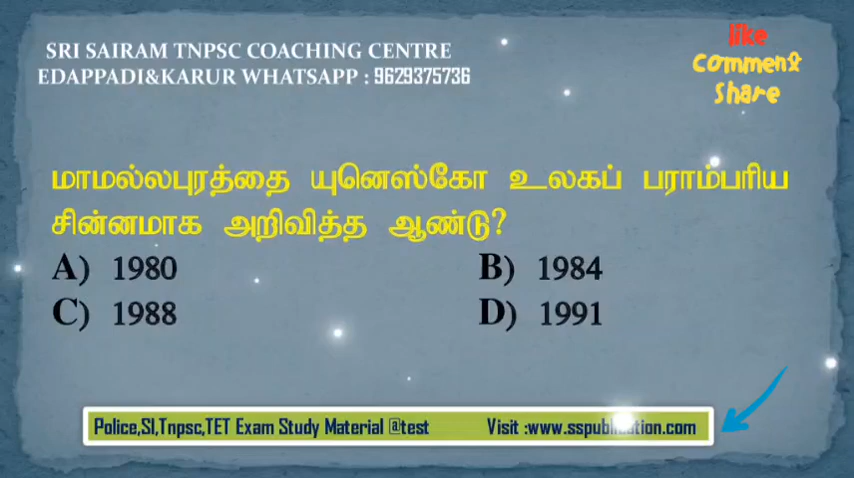 SRI SAIRAM TNPSC COACHING CENTRE
EDAPPADI&KARUR WHATSAPP : 9629375736
like
comment
share
மாமல்லபுரத்தை யுனெஸ்கோ உலகப் பராம்பரிய
சின்னமாக அறிவித்த ஆண்டு?
A) 1980 B) 1984
C) 1988 D) 1991
Police,SI,Tnpsc,TET Exam Study Material @test Visit :www.sspublication.com